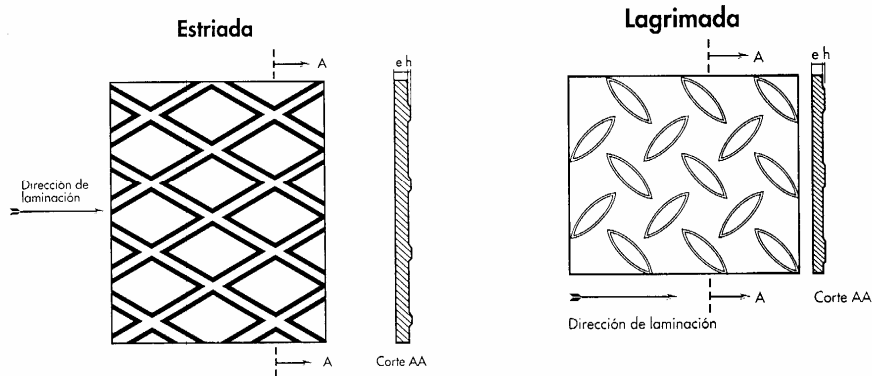 Estriada
A
e h
Dirección de
laminación
A
Corte AA
Lagrimada
A
e h
A
Corte AA
Dirección de laminación